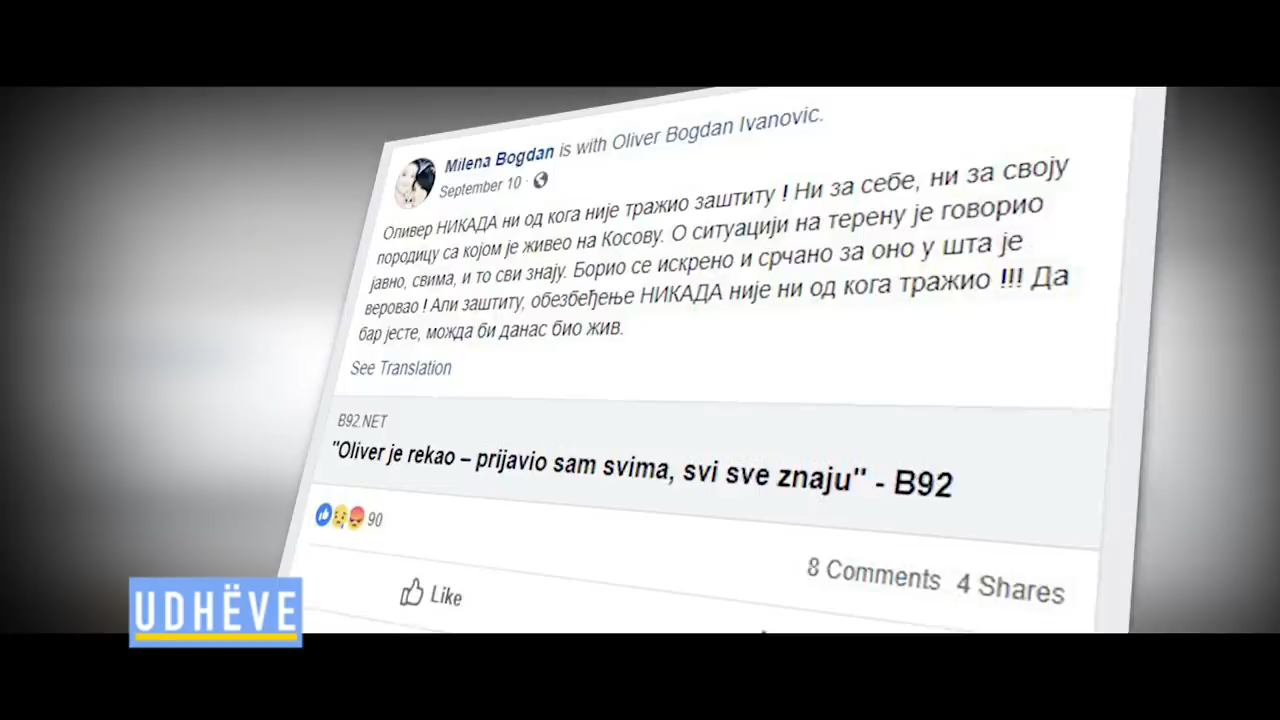 Milena Bogdan is with Oliver Bogdan Ivanovic.
September 10 ·
Оливер НИКАДА ни од кога није тражио заштиту ! Ни за себе, ни за своју
породицу са којом је живео на Косову. О ситуацији на терену је говорио
јавно, свима, и то сви знају. Борио се искрено и срчано за оно у шта је
веровао ! Али заштиту, обезбеђење НИКАДА није ни од кога тражио !!! Да
бар јесте, можда би данас био жив.
See Translation
B92.NET
"Oliver je rekao – prijavio sam svima, svi sve znaju" - B92
90
8 Comments 4 Shares
Like
UDHËVE